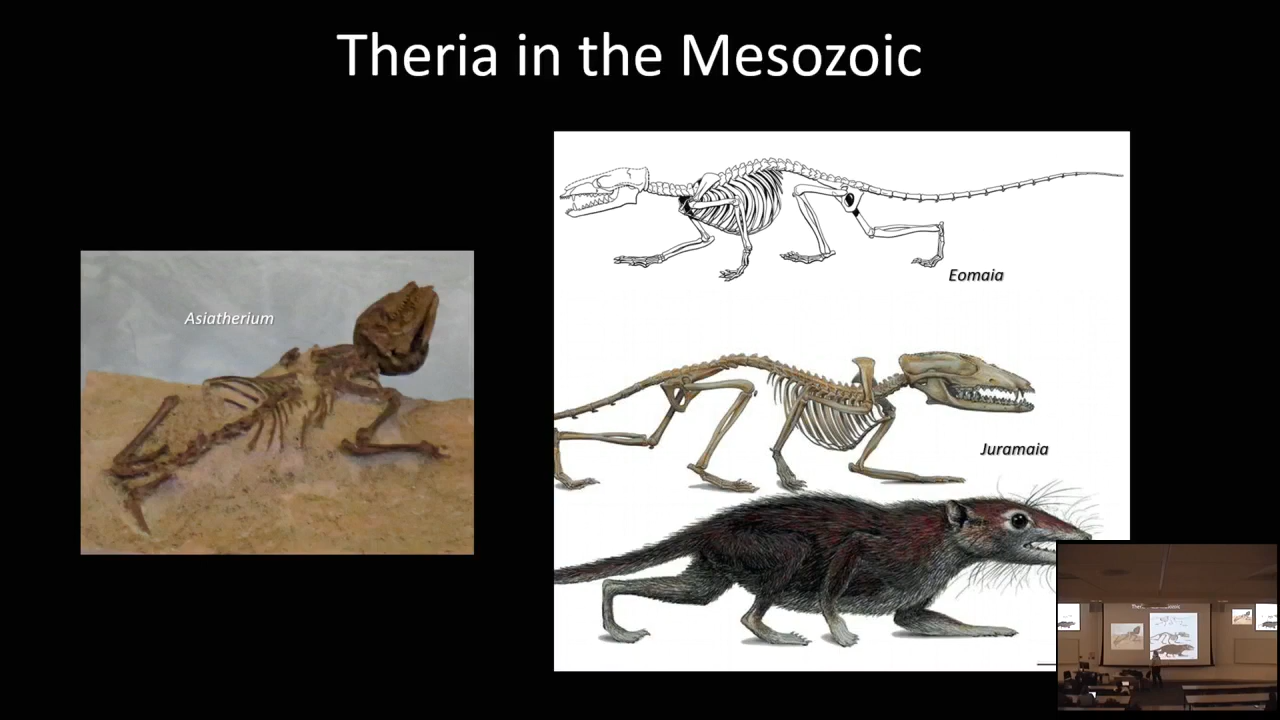 Theria in the Mesozoic
Eomaia
Asiatherium
Juramaia